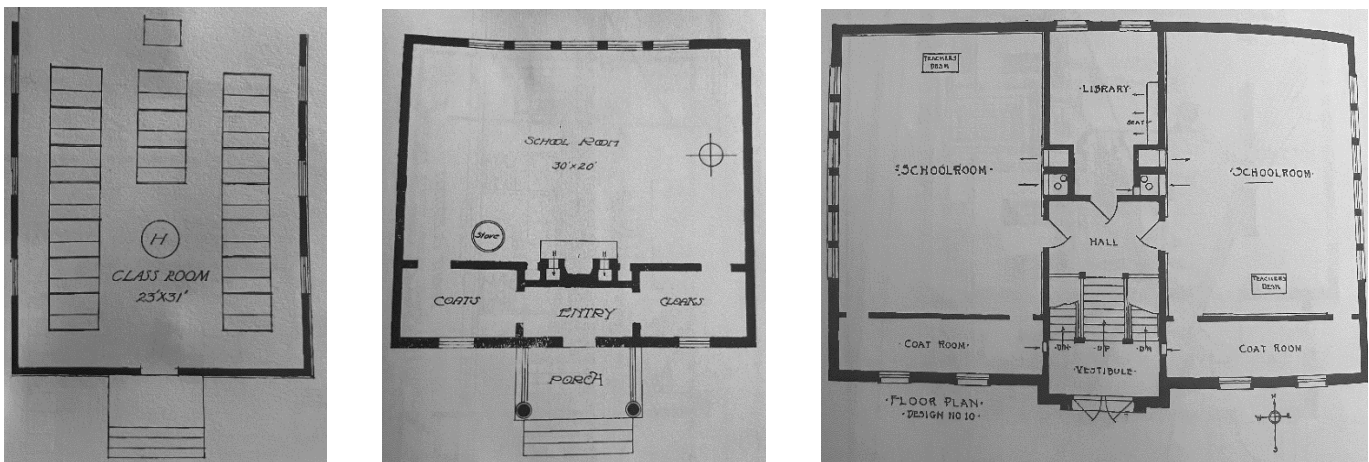 H
CLASS ROOM
23'X31'
SCHOOL ROOM
30'×20'
Stove
COATS
ENTRY
CLOAKS
PORCH
TEACHERS
DESK
LIBRARY
SEAT
SCHOOLROOM
SCHOOLROOM
HALL
TEACHERS
DESK
COAT ROOM
DN
UP
DN
COAT ROOM
VESTIBULE
FLOOR PLAN
DESIGN NO 10
N
S